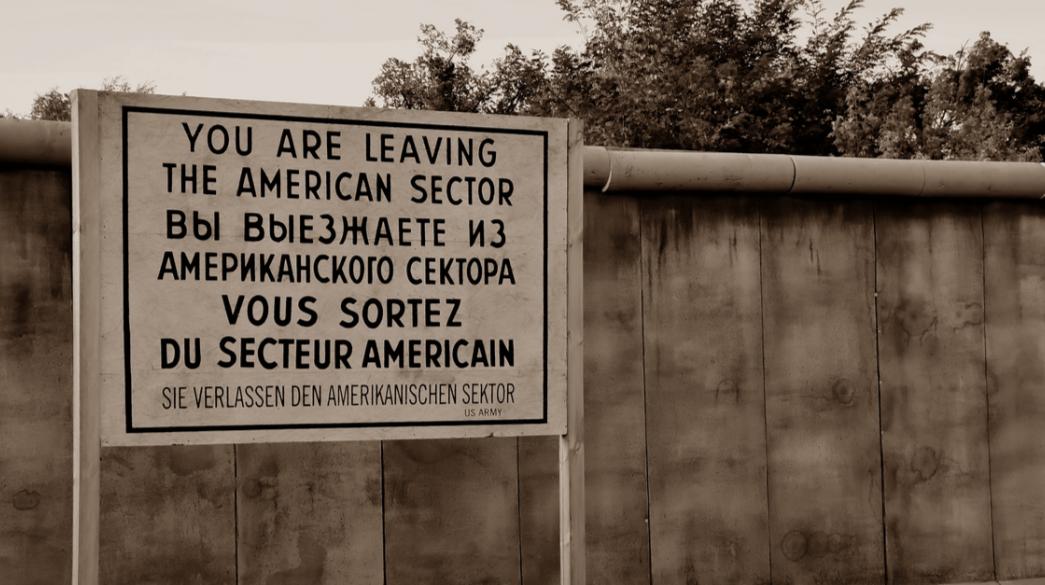 YOU ARE LEAVING
THE AMERICAN SECTOR
ВЫ ВЫЕЗЖАЕТЕ ИЗ
АМЕРИКАНСКОГО СЕКТОРА
VOUS SORTEZ
DU SECTEUR AMERICAIN
SIE VERLASSEN DEN AMERIKANISCHEN SEKTOR
US ARMY